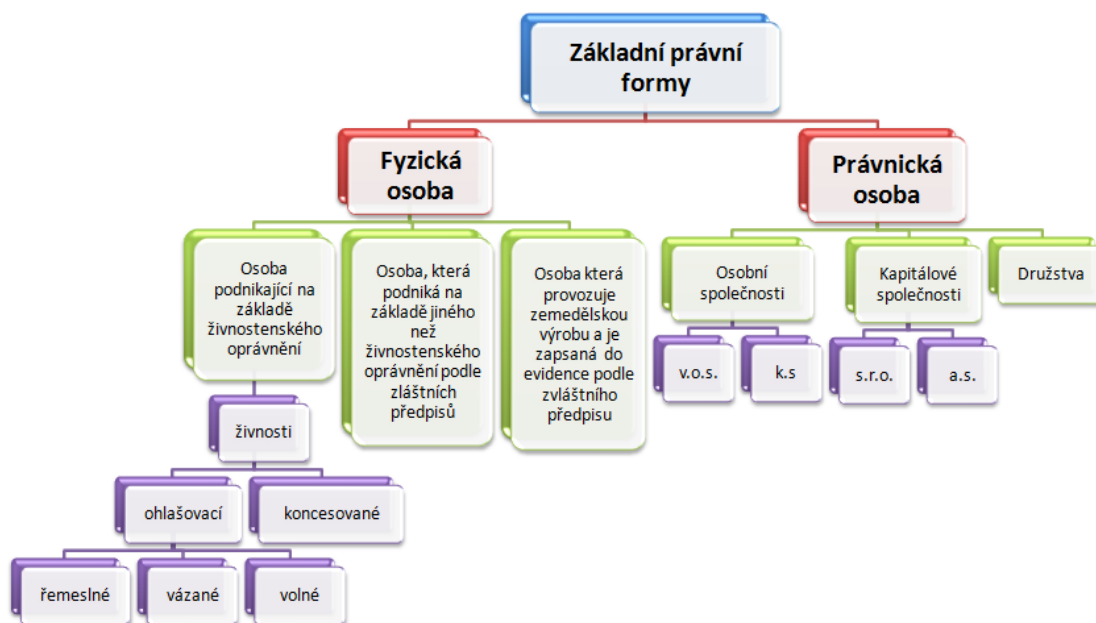 Základní právní
formy
Fyzická
osoba
Právnická
osoba
Osoba
podnikající na
základě
živnostenského
oprávnění
Osoba, která
podniká na
základě jiného
než
živnostenského
oprávnění podle
zláštních
předpisů
Osoba která
provozuje
zemedělskou
výrobu a je
zapsaná do
evidence podle
zvláštního
předpisu
Osobní
společnosti
Kapitálové
společnosti
Družstva
v.o.s.
k.s
s.r.o.
a.s.
živnosti
ohlašovací
koncesované
řemeslné
vázané
volné